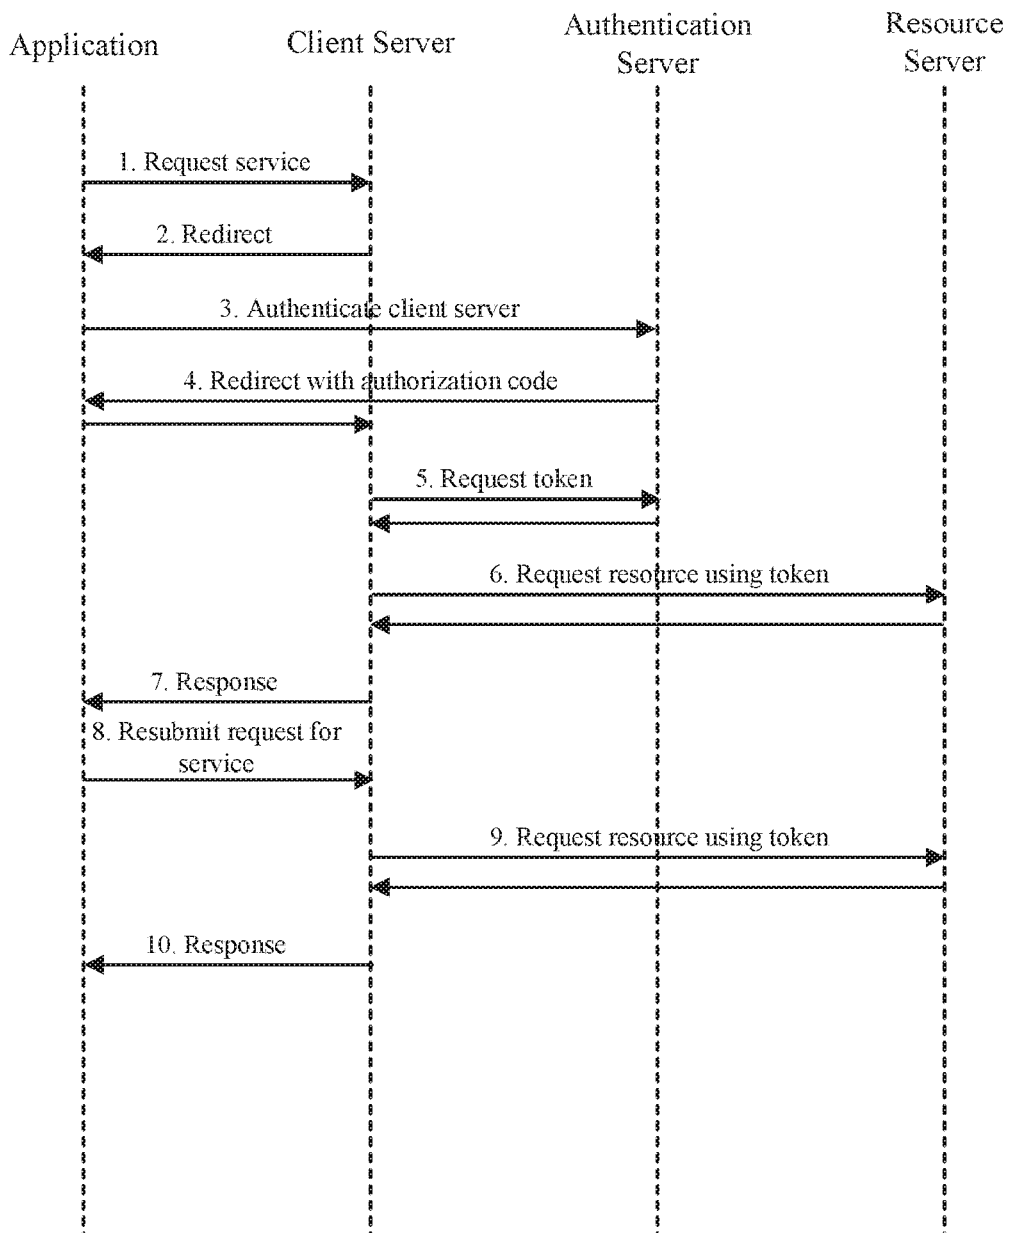 Application
Client Server
Authentication
Server
Resource
Server
1. Request service
2. Redirect
3. Authenticate client server
4. Redirect with authorization code
5. Request token
6. Request resource using token
7. Response
8. Resubmit request for
service
9. Request resource using token
10. Response